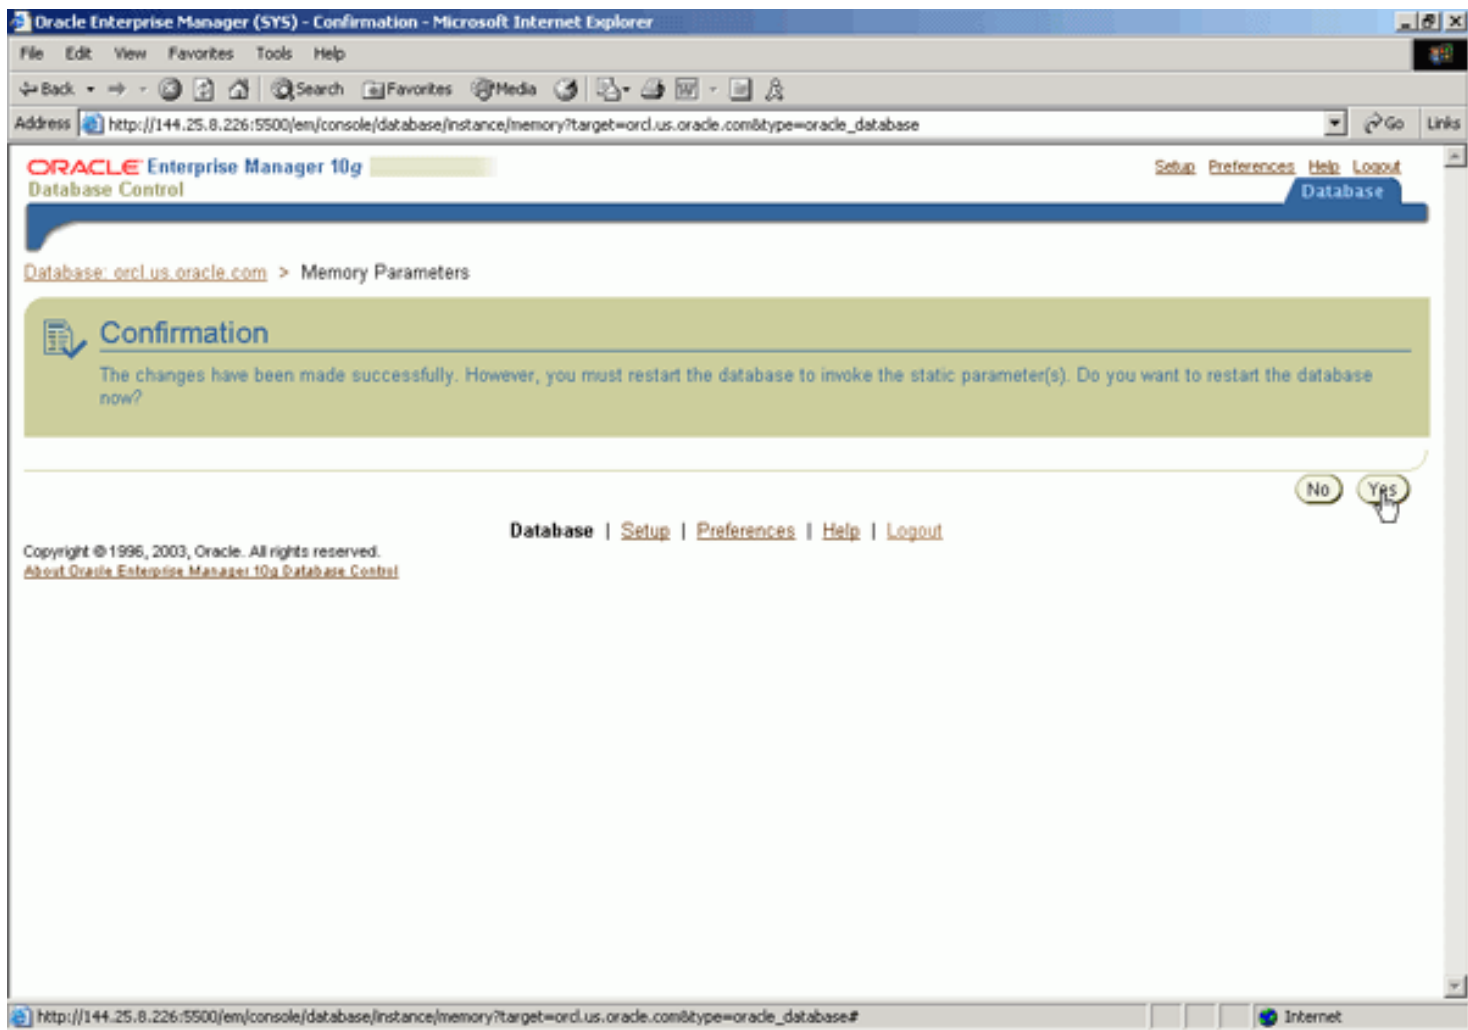 Oracle Enterprise Manager (SYS) - Confirmation - Microsoft Internet Explorer
File Edit View Favorites Tools Help
Back Search Favorites Media
Address http://144.25.8.226:5500/em/console/database/instance/memory?target=orcl.us.oracle.com&type=oracle_database Go Links
ORACLE Enterprise Manager 10g
Database Control
Setup Preferences Help Logout
Database
Database: orcl.us.oracle.com > Memory Parameters
Confirmation
The changes have been made successfully. However, you must restart the database to invoke the static parameter(s). Do you want to restart the database
now?
No Yes
Database | Setup | Preferences | Help | Logout
Copyright © 1996, 2003, Oracle. All rights reserved.
About Oracle Enterprise Manager 10g Database Control
http://144.25.8.226:5500/em/console/database/instance/memory?target=orcl.us.oracle.com&type=oracle_database# Internet